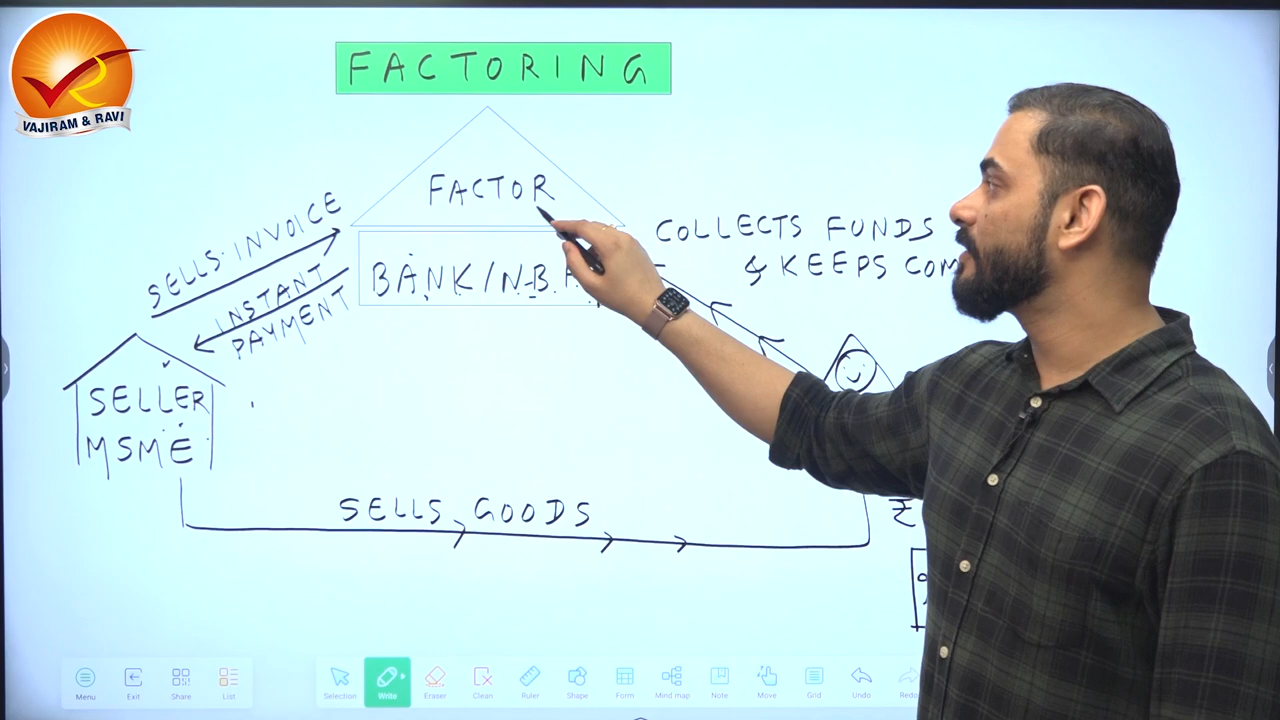 VAJIRAM & RAVI
FACTORING
FACTOR
SELLS INVOICE
INSTANT
PAYMENT
COLLECTS FUNDS
& KEEPS
BANK/
SELLER
MSME
SELLS GOODS
₹
Menu
Exit
Share
List
Selection
Write
Eraser
Clean
Ruler
Shape
Form
Mind map
Note
Move
Grid
Undo
Redo